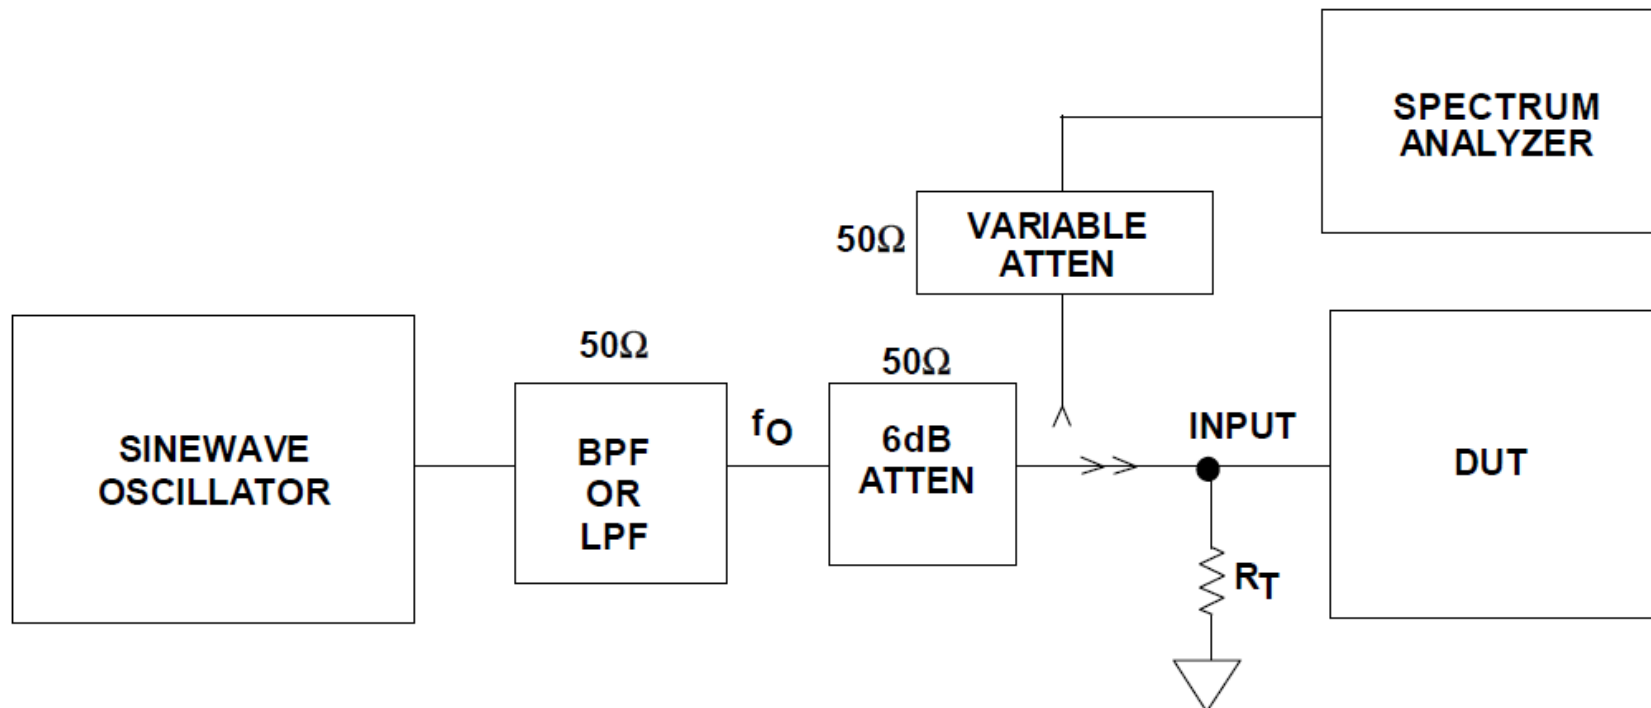 SPECTRUM
ANALYZER
VARIABLE
ATTEN
50Ω
SINEWAVE
OSCILLATOR
50Ω
BPF
OR
LPF
fO
50Ω
6dB
ATTEN
INPUT
RT
DUT